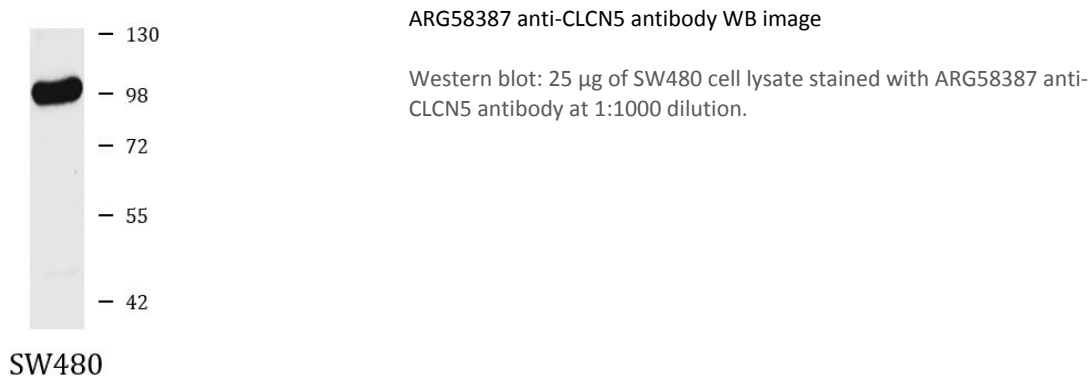 ARG58387 anti-CLCN5 antibody WB image
Western blot: 25 µg of SW480 cell lysate stained with ARG58387 anti-
CLCN5 antibody at 1:1000 dilution.
130
98
72
55
42
SW480